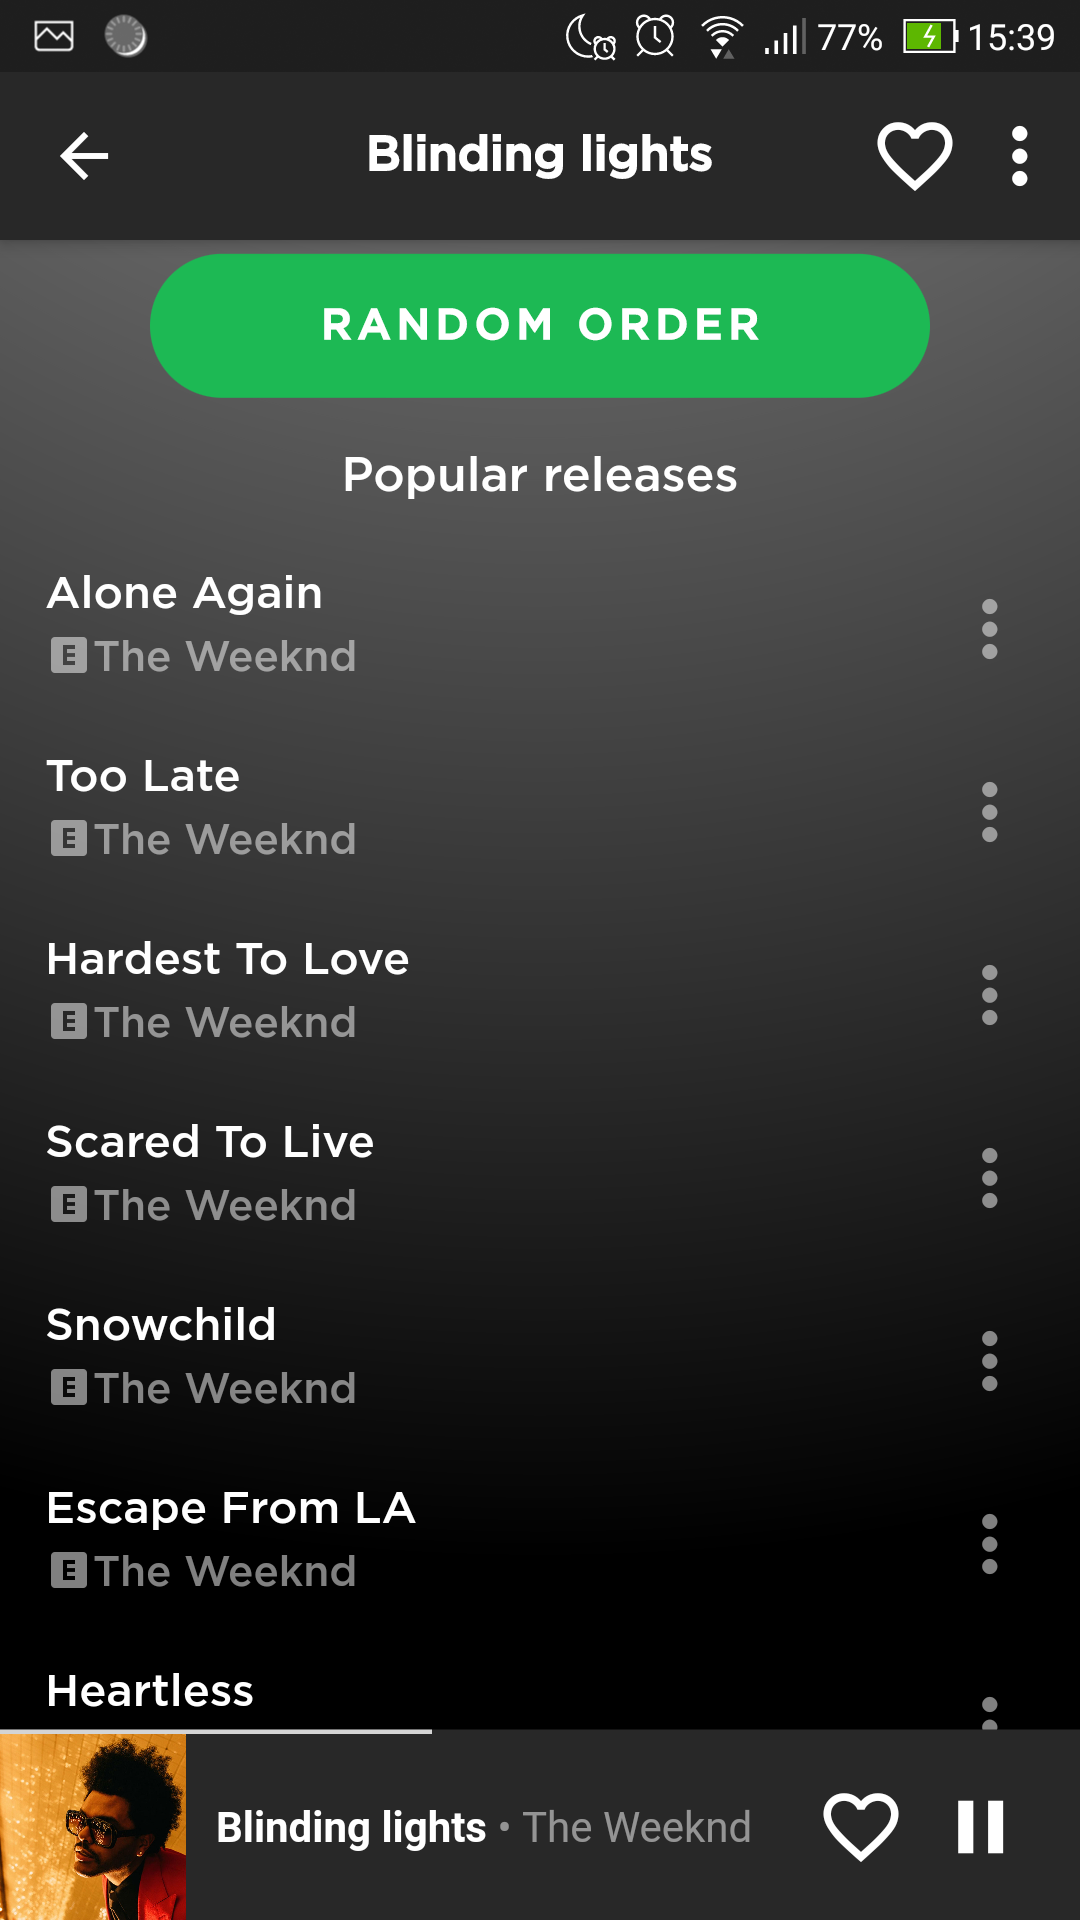 77% 15:39
Blinding lights
RANDOM ORDER
Popular releases
Alone Again
E The Weeknd
Too Late
E The Weeknd
Hardest To Love
E The Weeknd
Scared To Live
E The Weeknd
Snowchild
E The Weeknd
Escape From LA
E The Weeknd
Heartless
Blinding lights • The Weeknd